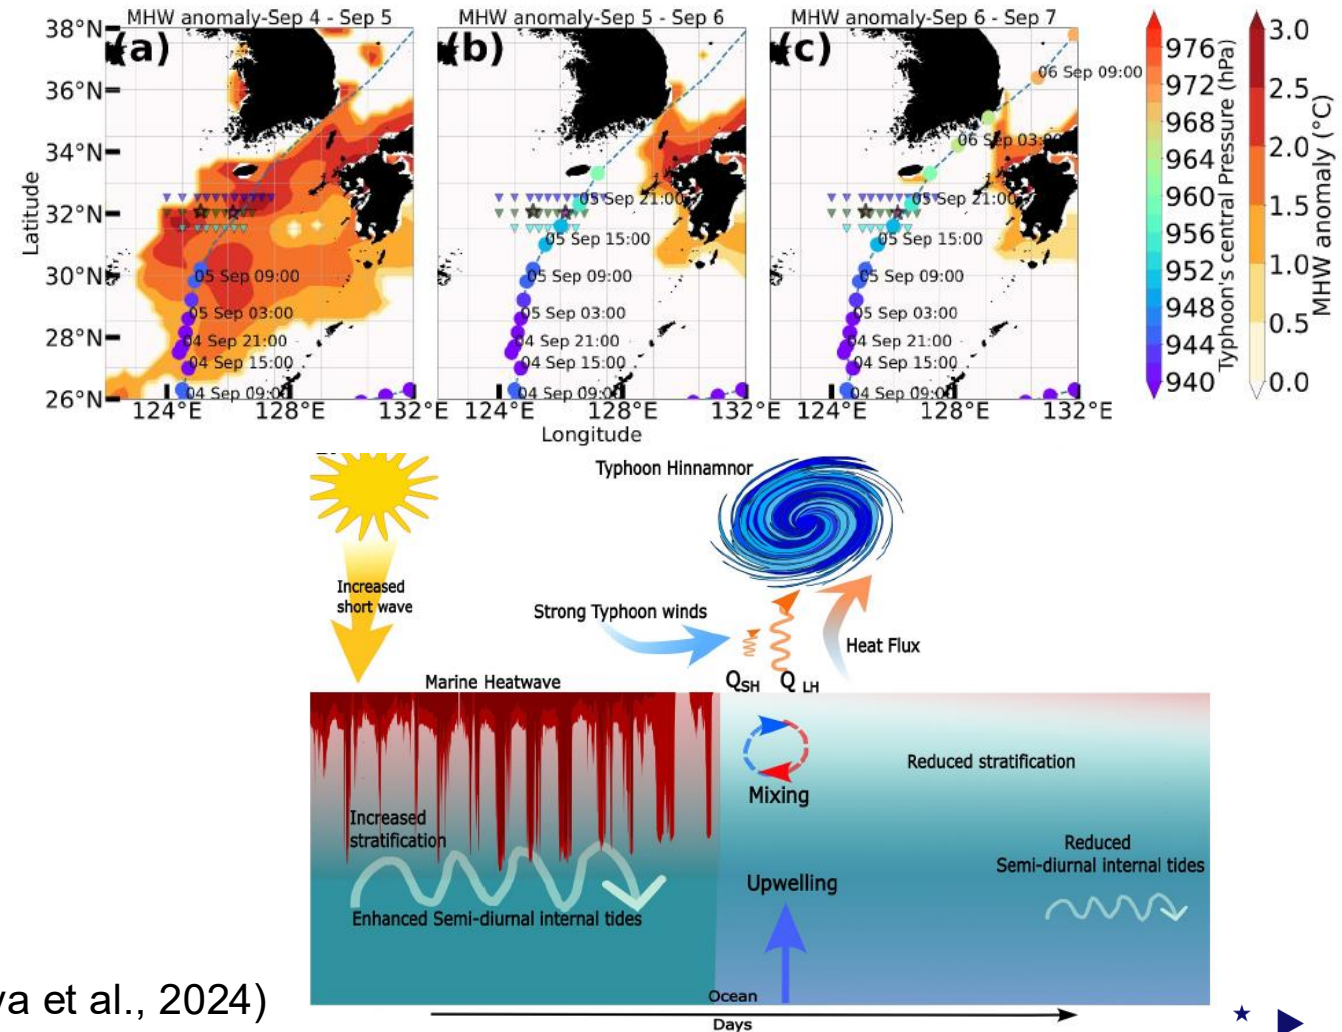 MHW anomaly-Sep 4 - Sep 5
MHW anomaly-Sep 5 - Sep 6
MHW anomaly-Sep 6 - Sep 7
(a)
(b)
(c)
38°N
36°N
34°N
32°N
30°N
28°N
26°N
Latitude
05 Sep 09:00
05 Sep 03:00
04 Sep 21:00
04 Sep 15:00
04 Sep 09:00
05 Sep 21:00
05 Sep 15:00
05 Sep 09:00
05 Sep 03:00
04 Sep 21:00
04 Sep 15:00
04 Sep 09:00
06 Sep 09:00
06 Sep 03:00
05 Sep 21:00
05 Sep 15:00
05 Sep 09:00
05 Sep 03:00
04 Sep 21:00
04 Sep 15:00
04 Sep 09:00
124°E 128°E 132°E
124°E 128°E 132°E
124°E 128°E 132°E
Longitude
976
972
968
964
960
956
952
948
944
940
Typhoon's central Pressure (hPa)
3.0
2.5
2.0
1.5
1.0
0.5
0.0
MHW anomaly (°C)
Typhoon Hinnamnor
Increased
short wave
Strong Typhoon winds
Heat Flux
Marine Heatwave
QSH QLH
Mixing
Reduced stratification
Increased
stratification
Reduced
Semi-diurnal internal tides
Upwelling
Enhanced Semi-diurnal internal tides
Ocean
Days
va et al., 2024)